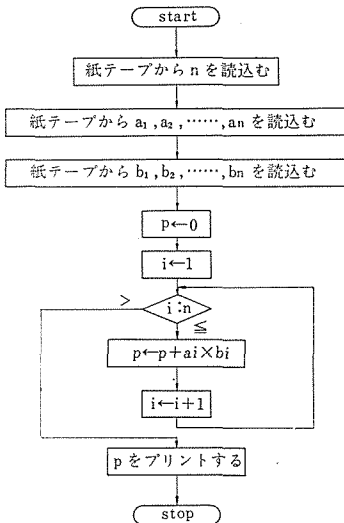 start
紙テープから n を読込む
紙テープから a₁ ,a₂ ,……,an を読込む
紙テープから b₁ ,b₂ ,……,bn を読込む
p←0
i←1
> i:n
≦
p←p+ai×bi
i←i+1
p をプリントする
stop